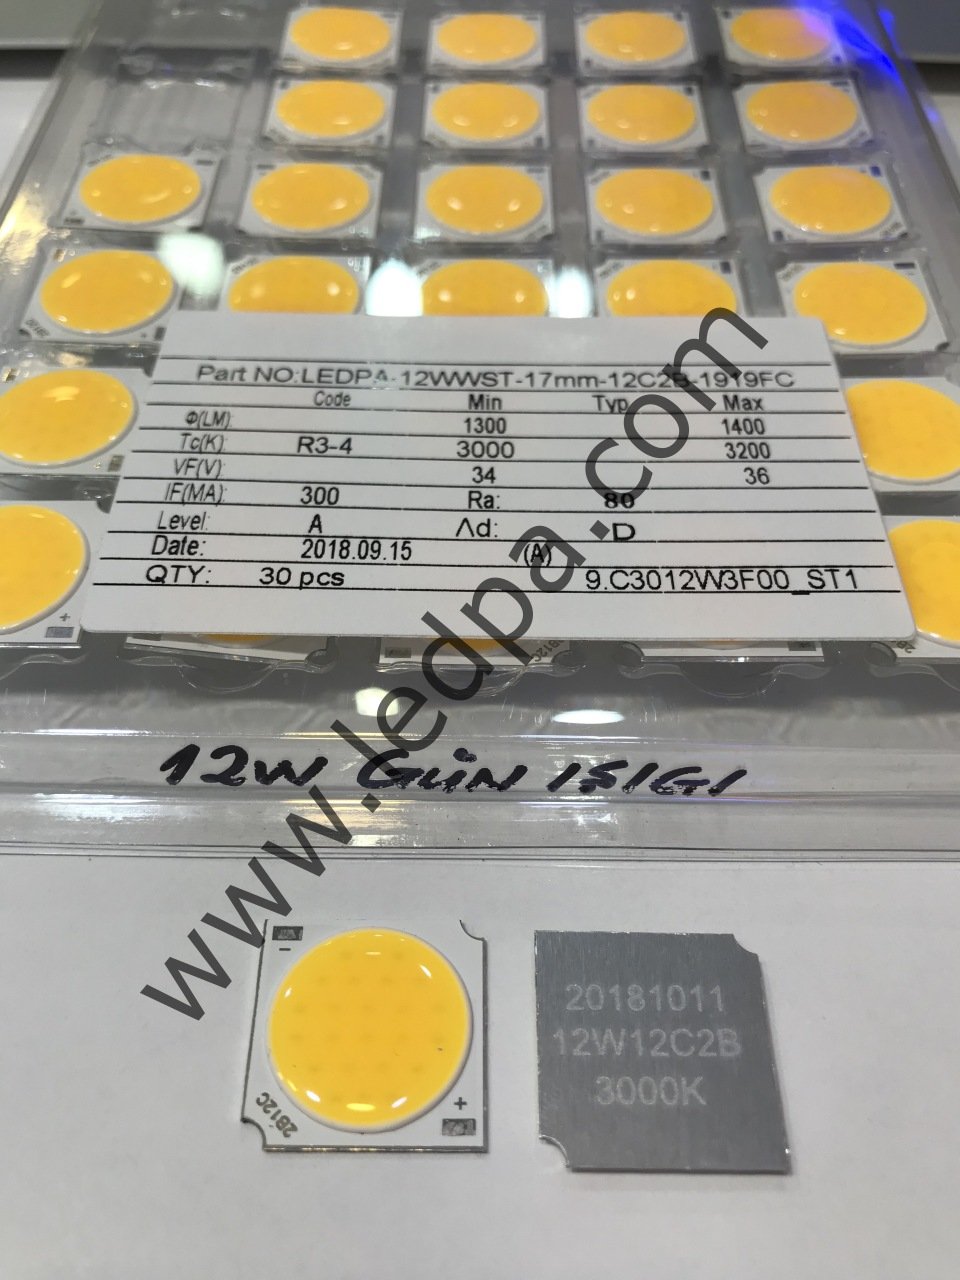 Part NO:LEDPA-12WWST-17mm-12C2B-1919FC
Code Min Typ Max
Φ(LM): 1300 1400
Tc(K): R3-4 3000 3200
VF(V): 34 36
IF(MA): 300 Ra: 80
Level: A Λd: D
Date: 2018.09.15 (A)
QTY: 30 pcs 9.C3012W3F00_ST1
www.ledpa.com
12W GÜN IŞIGI
-
+
2B12C
20181011
12W12C2B
3000K